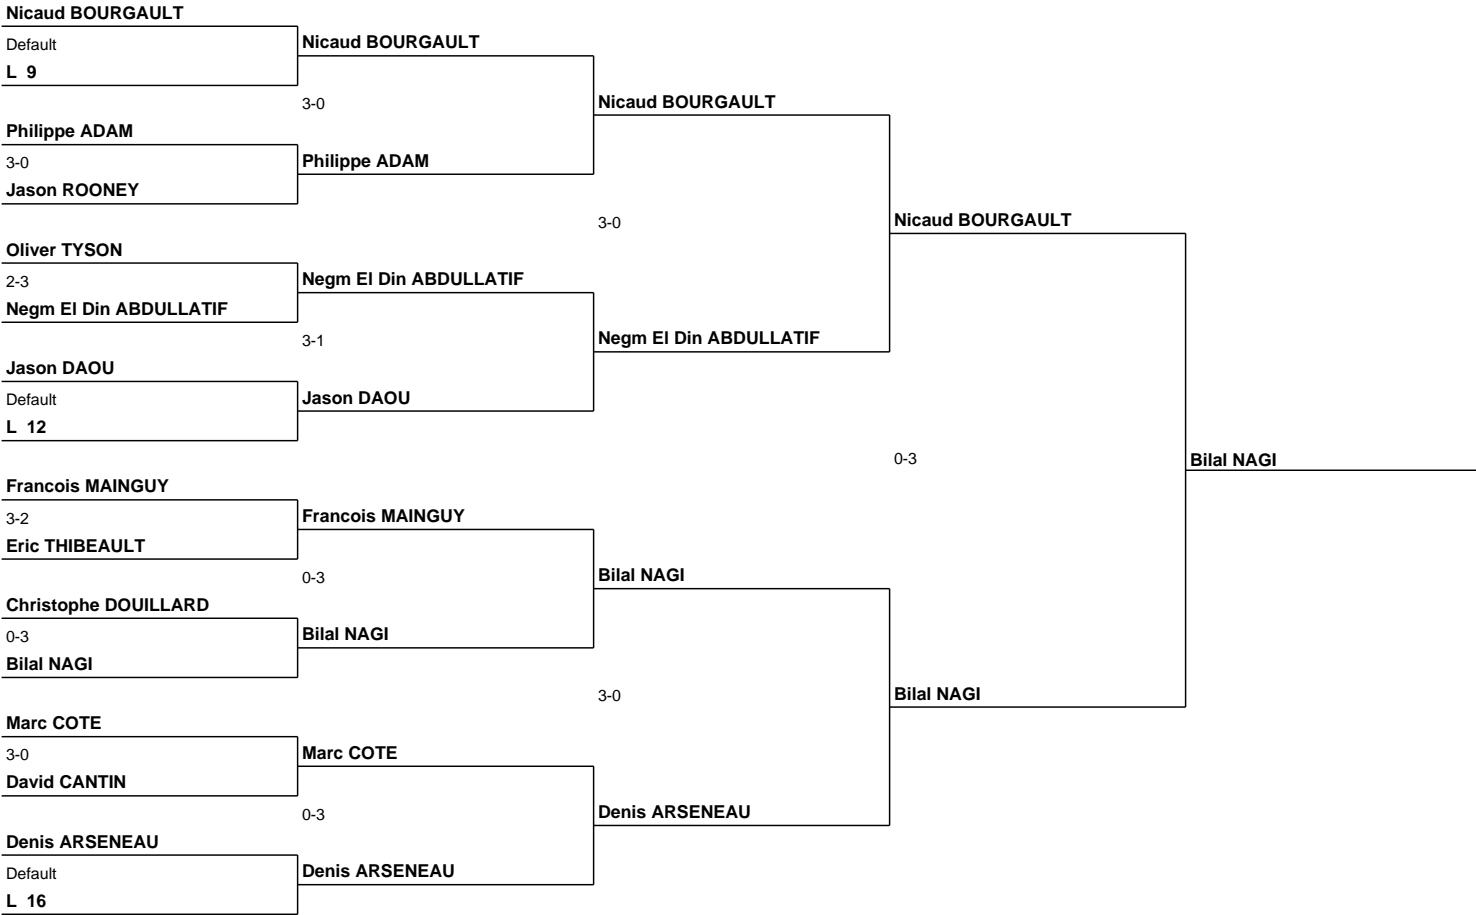 Nicaud BOURGAULT
Default
L 9
Philippe ADAM
3-0
Jason ROONEY
Oliver TYSON
2-3
Negm El Din ABDULLATIF
Jason DAOU
Default
L 12
Francois MAINGUY
3-2
Eric THIBEAULT
Christophe DOUILLARD
0-3
Bilal NAGI
Marc COTE
3-0
David CANTIN
Denis ARSENEAU
Default
L 16
Nicaud BOURGAULT
3-0
Philippe ADAM
Negm El Din ABDULLATIF
3-1
Jason DAOU
Francois MAINGUY
0-3
Bilal NAGI
Marc COTE
0-3
Denis ARSENEAU
Nicaud BOURGAULT
3-0
Negm El Din ABDULLATIF
Bilal NAGI
3-0
Denis ARSENEAU
Nicaud BOURGAULT
0-3
Bilal NAGI
Bilal NAGI